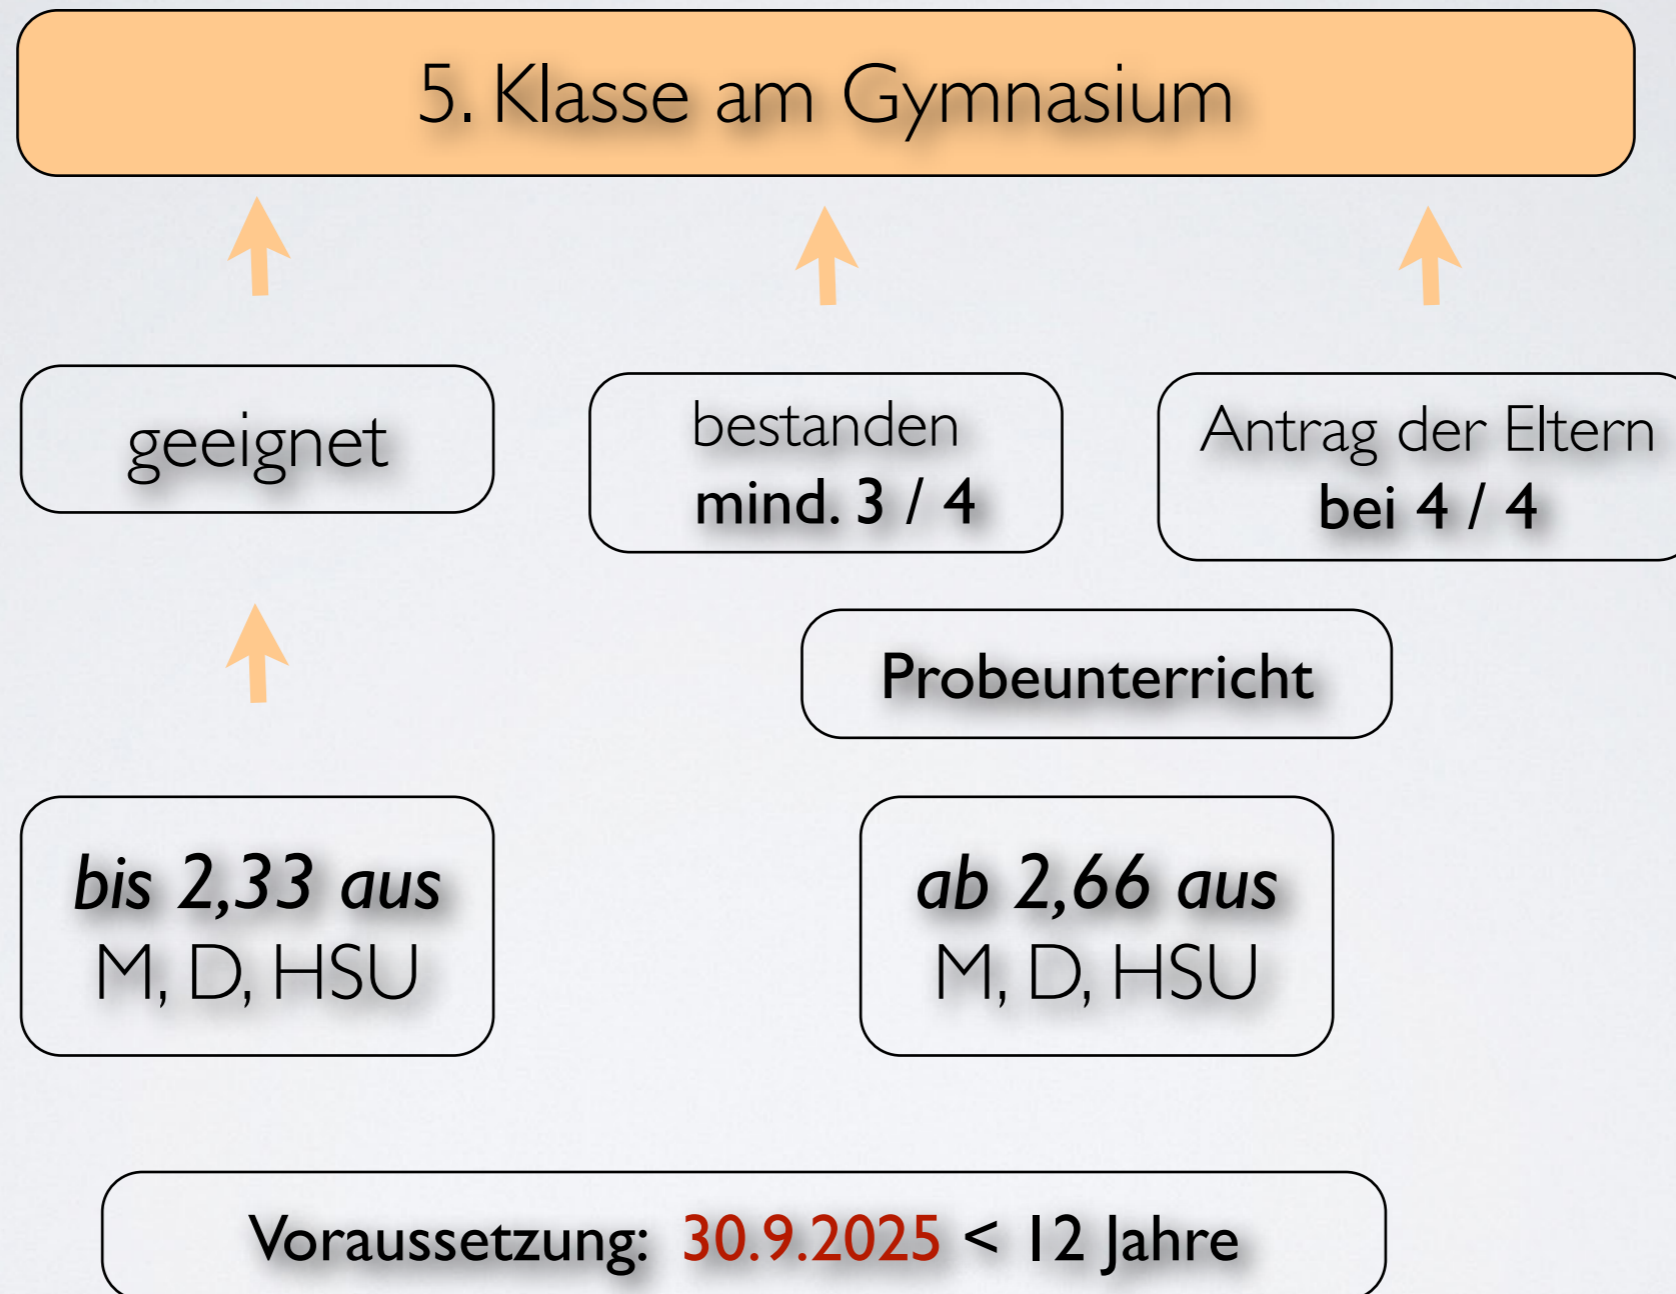 5. Klasse am Gymnasium
geeignet
bestanden
mind. 3 / 4
Antrag der Eltern
bei 4 / 4
Probeunterricht
bis 2,33 aus
M, D, HSU
ab 2,66 aus
M, D, HSU
Voraussetzung: 30.9.2025 < 12 Jahre